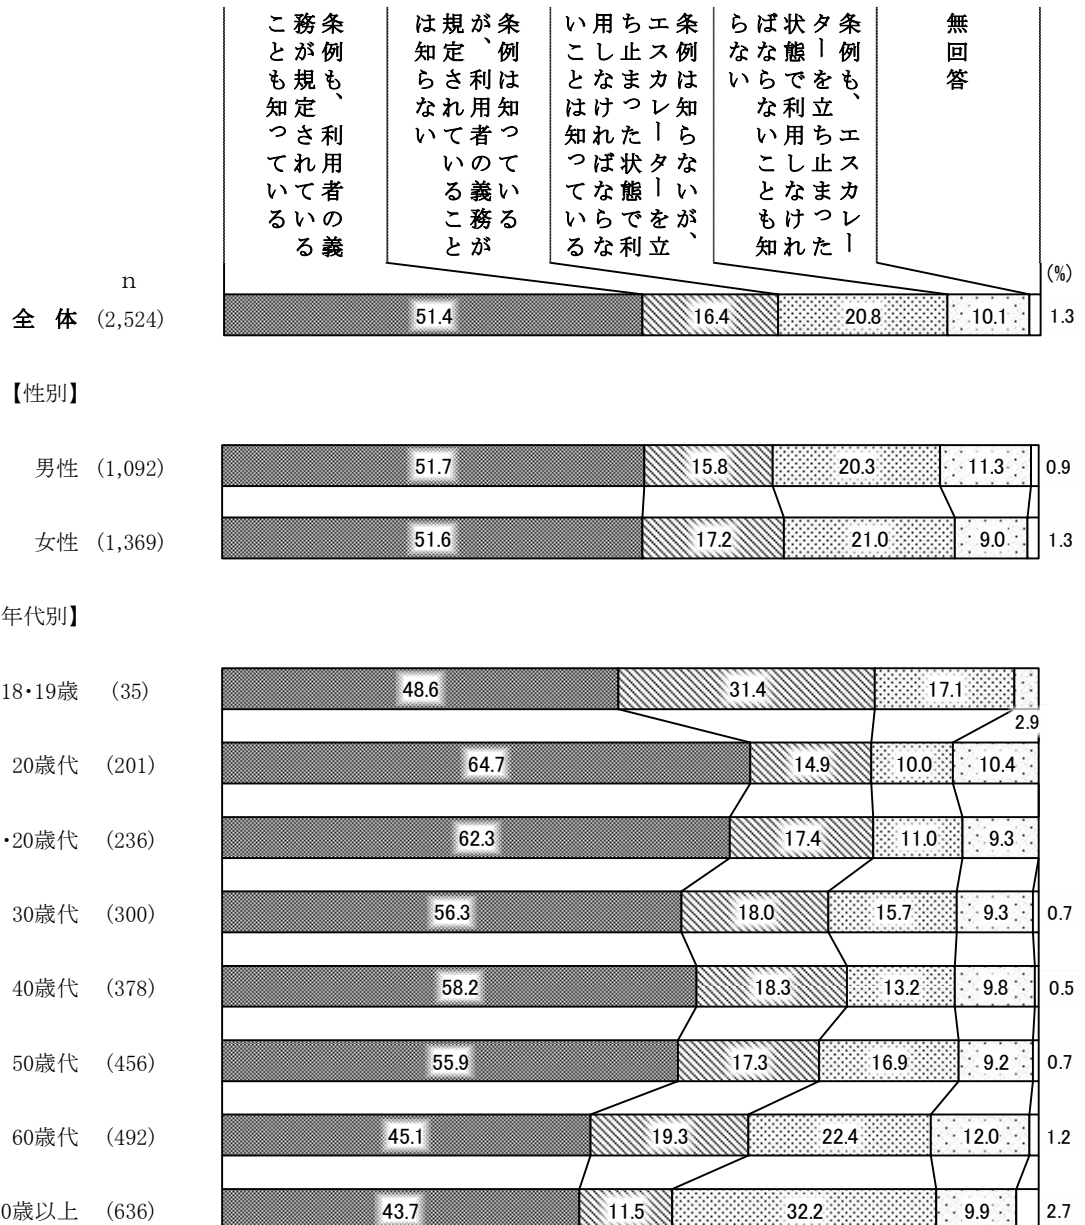 条例も、利用者の義
務が規定されている
ことも知っている
条例は知っている
が、利用者の義務が
規定されていること
は知らない
条例は知らないが、
エスカレーターを立
ち止まった状態で利
用しなければならな
いことは知っている
条例も、エスカレー
ターを立ち止まった
状態で利用しなけれ
ばならないことも知
らない
無回答
(%)
n
全 体 (2,524) 51.4 16.4 20.8 10.1 1.3
【性別】
男性 (1,092) 51.7 15.8 20.3 11.3 0.9
女性 (1,369) 51.6 17.2 21.0 9.0 1.3
年代別】
18・19歳 (35) 48.6 31.4 17.1 2.9
20歳代 (201) 64.7 14.9 10.0 10.4
・20歳代 (236) 62.3 17.4 11.0 9.3
30歳代 (300) 56.3 18.0 15.7 9.3 0.7
40歳代 (378) 58.2 18.3 13.2 9.8 0.5
50歳代 (456) 55.9 17.3 16.9 9.2 0.7
60歳代 (492) 45.1 19.3 22.4 12.0 1.2
0歳以上 (636) 43.7 11.5 32.2 9.9 2.7